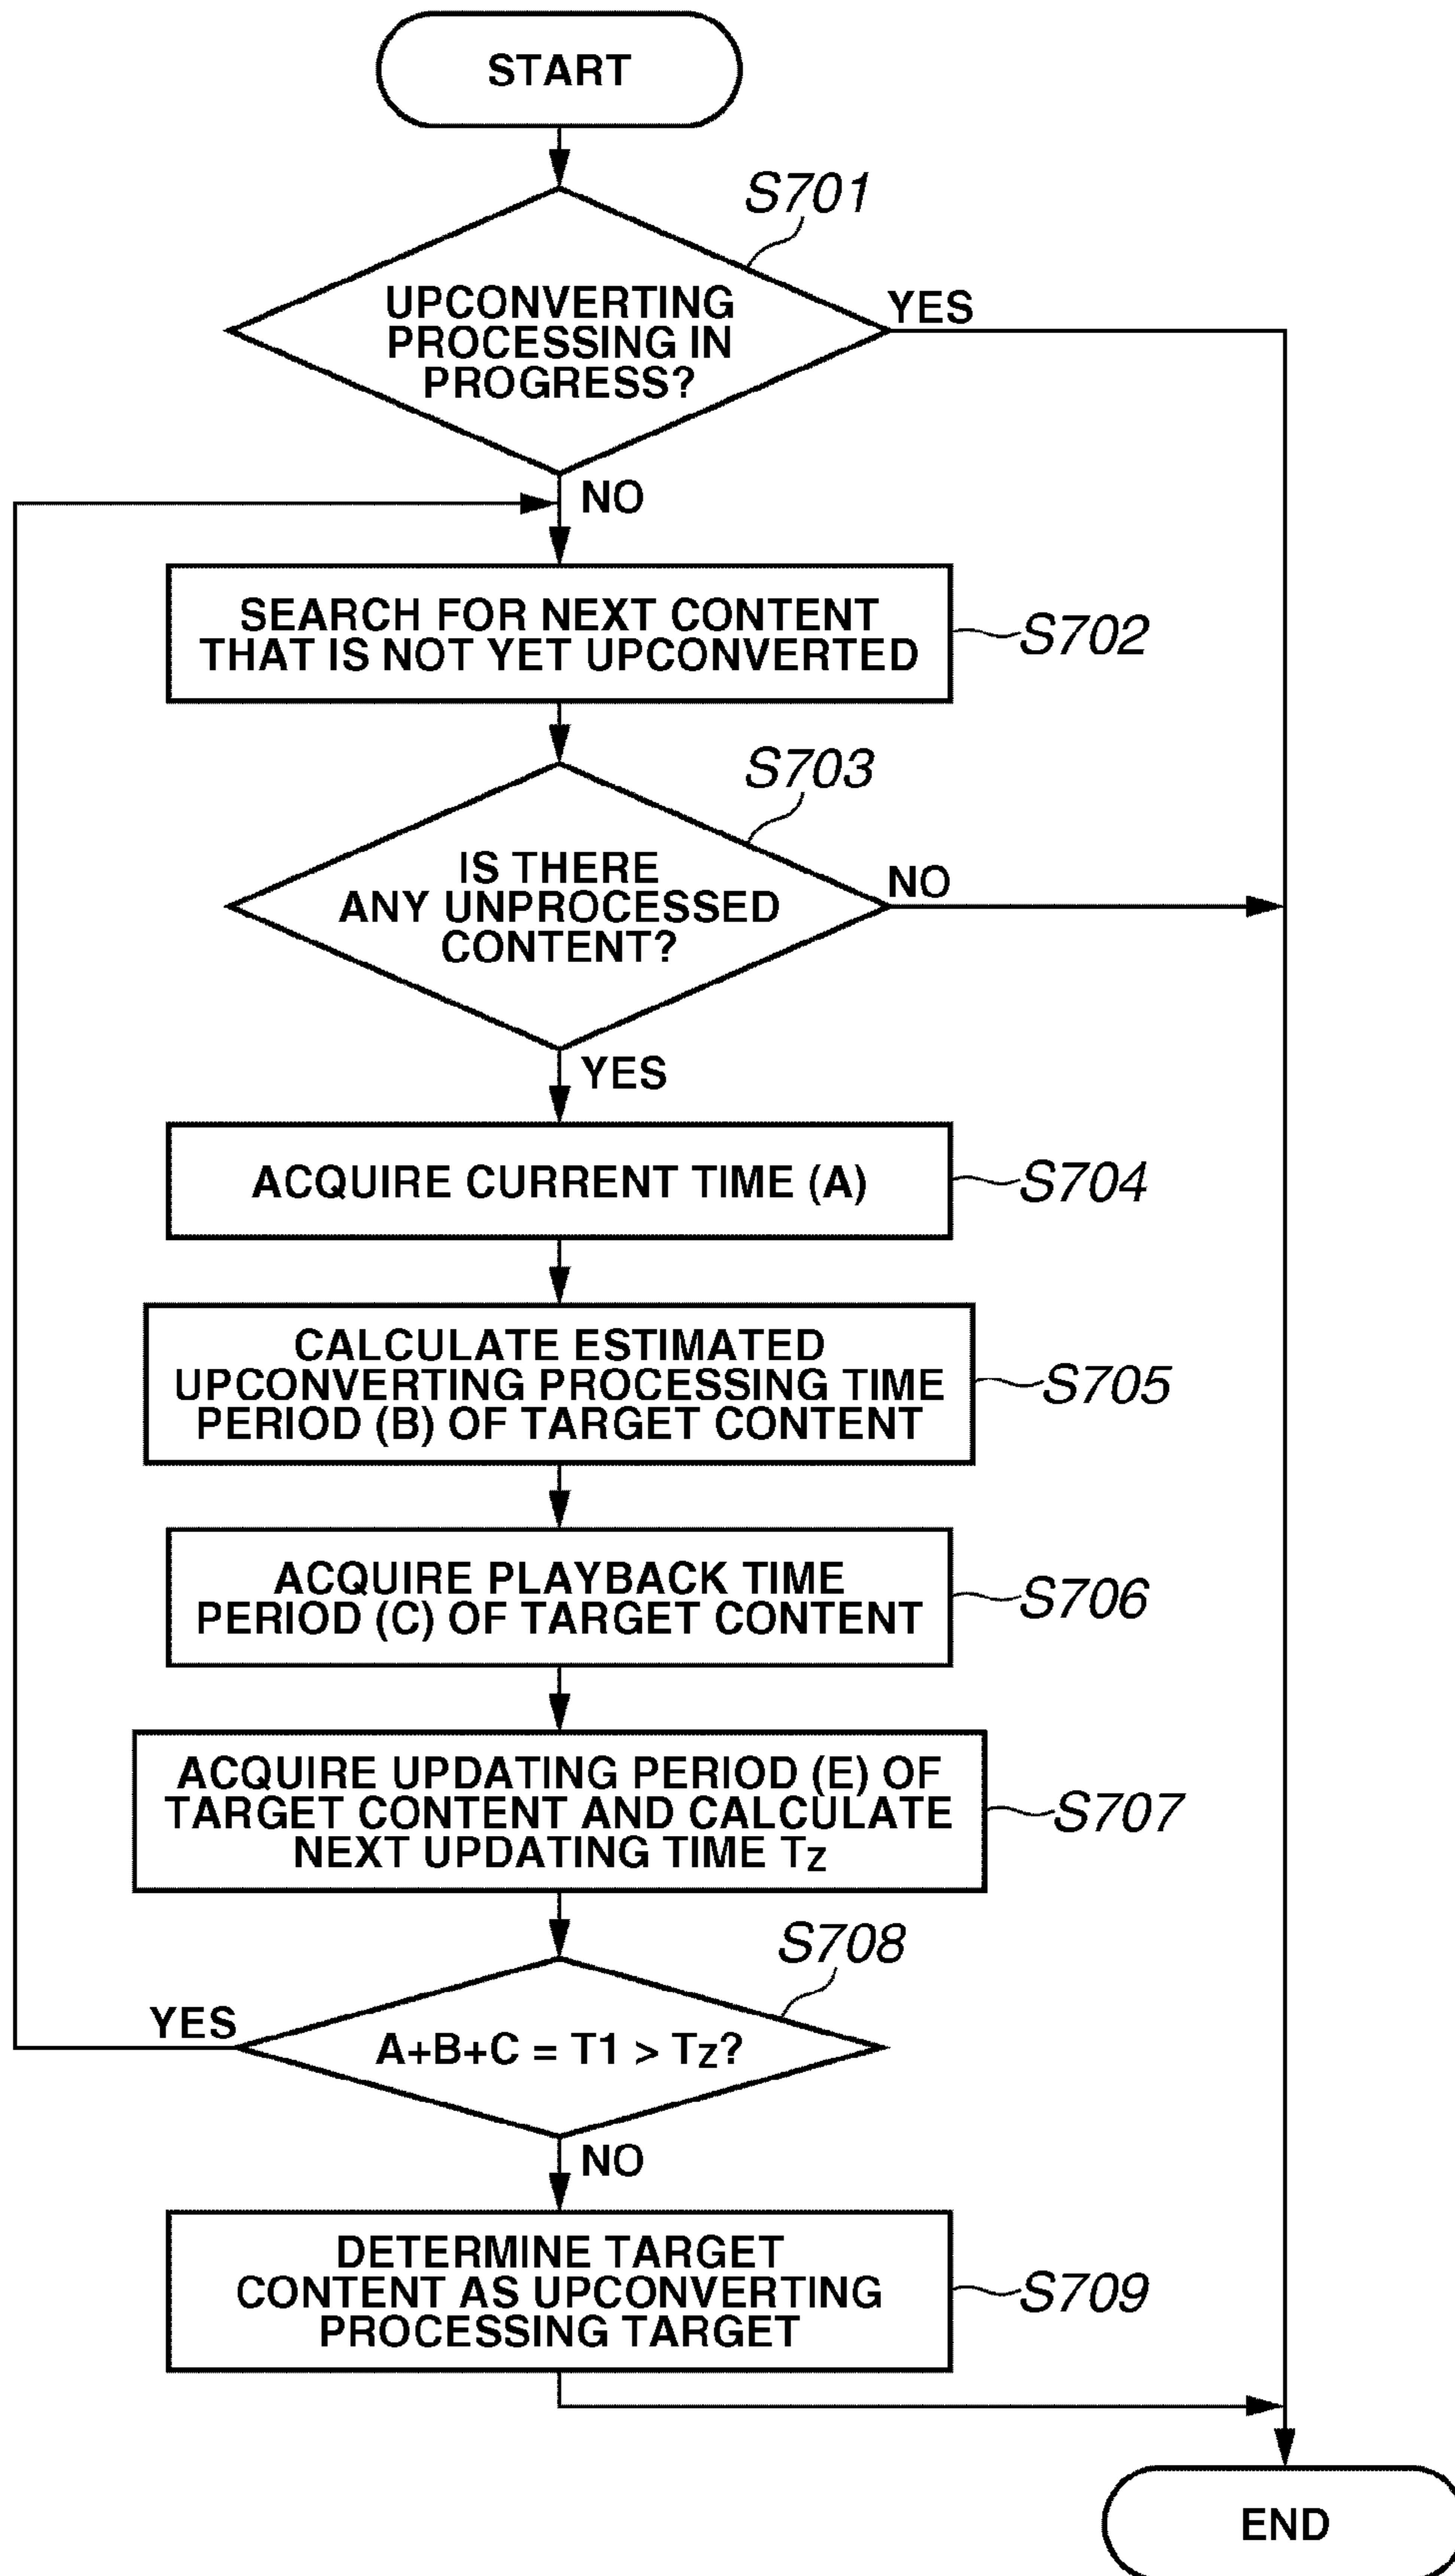 START
S701
UPCONVERTING
PROCESSING IN
PROGRESS?
YES
NO
SEARCH FOR NEXT CONTENT
THAT IS NOT YET UPCONVERTED
S702
S703
IS THERE
ANY UNPROCESSED
CONTENT?
NO
YES
ACQUIRE CURRENT TIME (A)
S704
CALCULATE ESTIMATED
UPCONVERTING PROCESSING TIME
PERIOD (B) OF TARGET CONTENT
S705
ACQUIRE PLAYBACK TIME
PERIOD (C) OF TARGET CONTENT
S706
ACQUIRE UPDATING PERIOD (E) OF
TARGET CONTENT AND CALCULATE
NEXT UPDATING TIME Tz
S707
S708
YES
A+B+C = T1 > Tz?
NO
DETERMINE TARGET
CONTENT AS UPCONVERTING
PROCESSING TARGET
S709
END